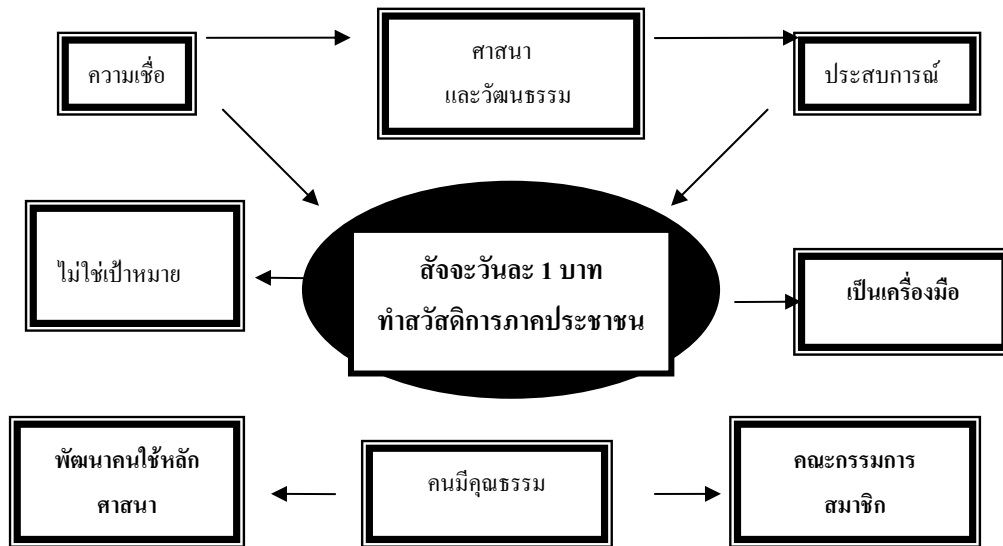 ความเชื่อ
ศาสนา
และวัฒนธรรม
ประสบการณ์
ไม่ใช่เป้าหมาย
สัจจะวันละ 1 บาท
ทำสวัสดิการภาคประชาชน
เป็นเครื่องมือ
พัฒนาคนใช้หลัก
ศาสนา
คนมีคุณธรรม
คณะกรรมการ
สมาชิก